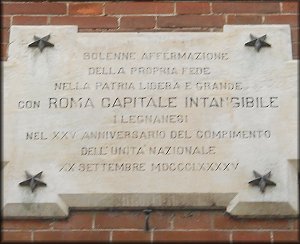 SOLENNE AFFERMAZIONE
DELLA PROPRIA FEDE
NELLA PATRIA LIBERA E GRANDE
CON ROMA CAPITALE INTANGIBILE
I LEGNANESI
NEL XXV ANNIVERSARIO DEL COMPIMENTO
DELL'UNITÀ NAZIONALE
XX SETTEMBRE MDCCCLXXXXV